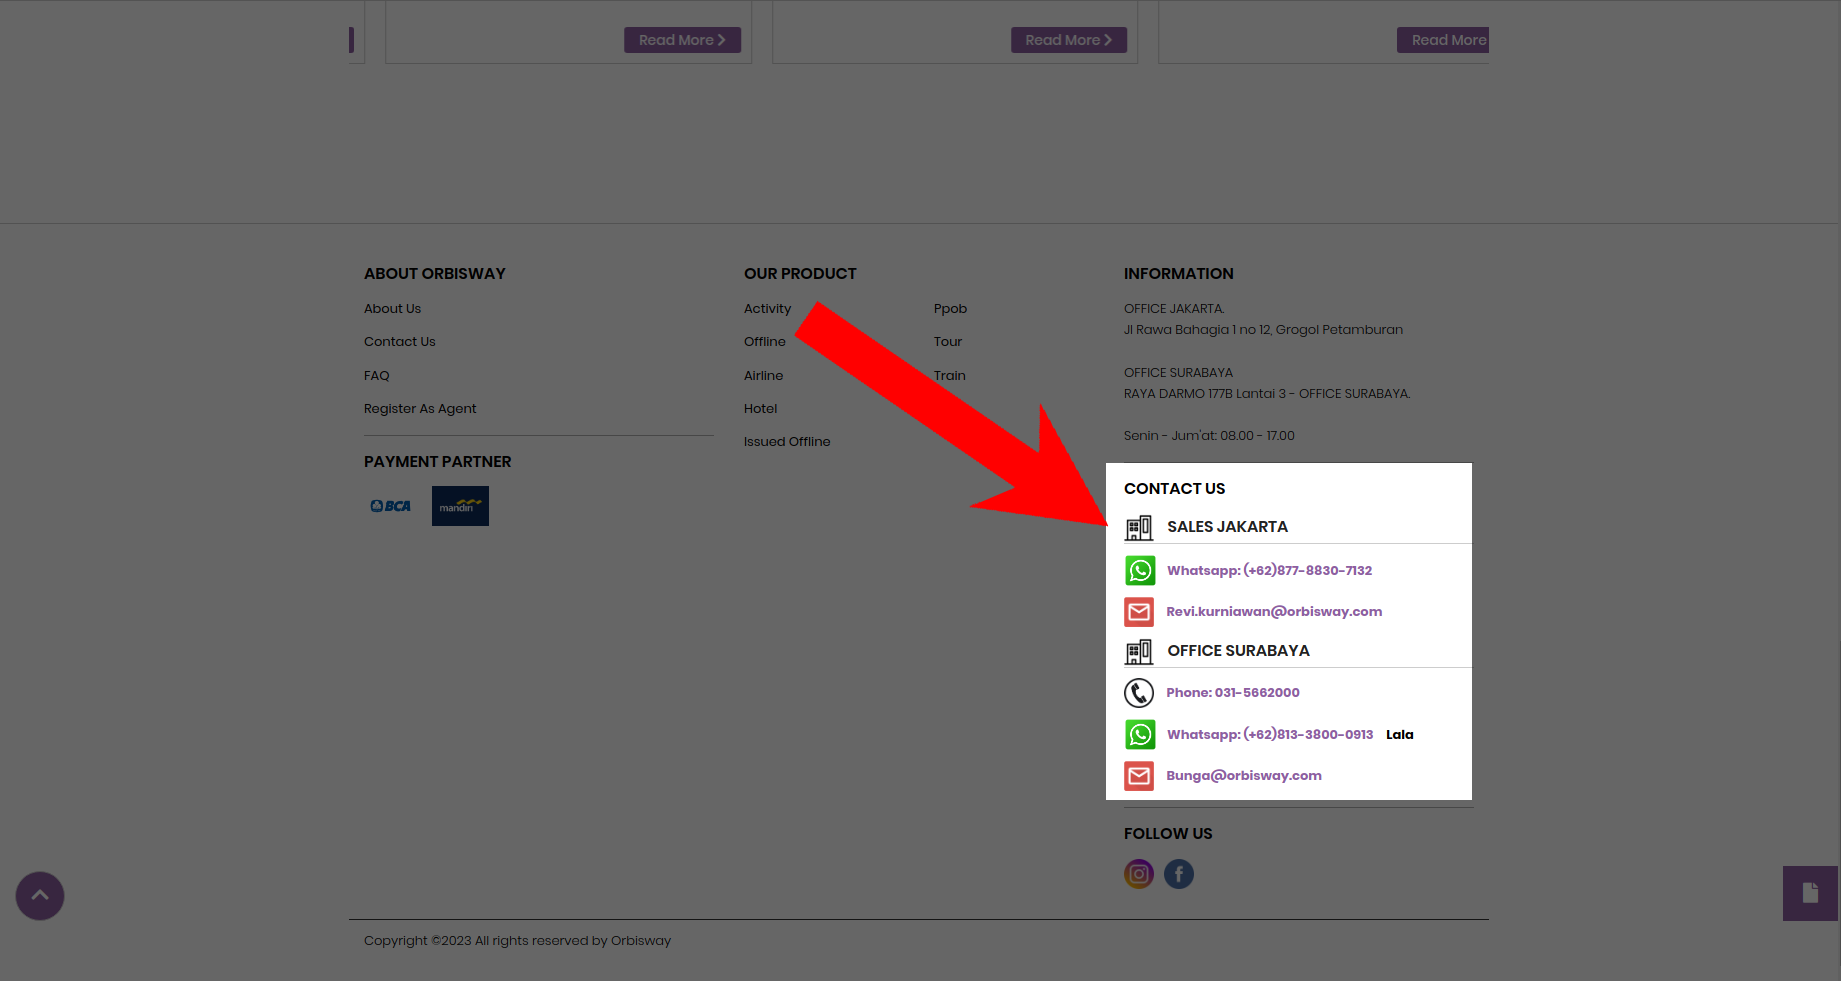 Read More
Read More
Read More
ABOUT ORBISWAY
About Us
Contact Us
FAQ
Register As Agent
PAYMENT PARTNER
BCA
mandiri
OUR PRODUCT
Activity
Offline
Airline
Hotel
Issued Offline
Ppob
Tour
Train
INFORMATION
OFFICE JAKARTA.
Jl Rawa Bahagia 1 no 12, Grogol Petamburan
OFFICE SURABAYA
RAYA DARMO 177B Lantai 3 - OFFICE SURABAYA.
Senin - Jum'at: 08.00 - 17.00
CONTACT US
SALES JAKARTA
Whatsapp: (+62)877-8830-7132
Revi.kurniawan@orbisway.com
OFFICE SURABAYA
Phone: 031-5662000
Whatsapp: (+62)813-3800-0913 Lala
Bunga@orbisway.com
FOLLOW US
Copyright ©2023 All rights reserved by Orbisway